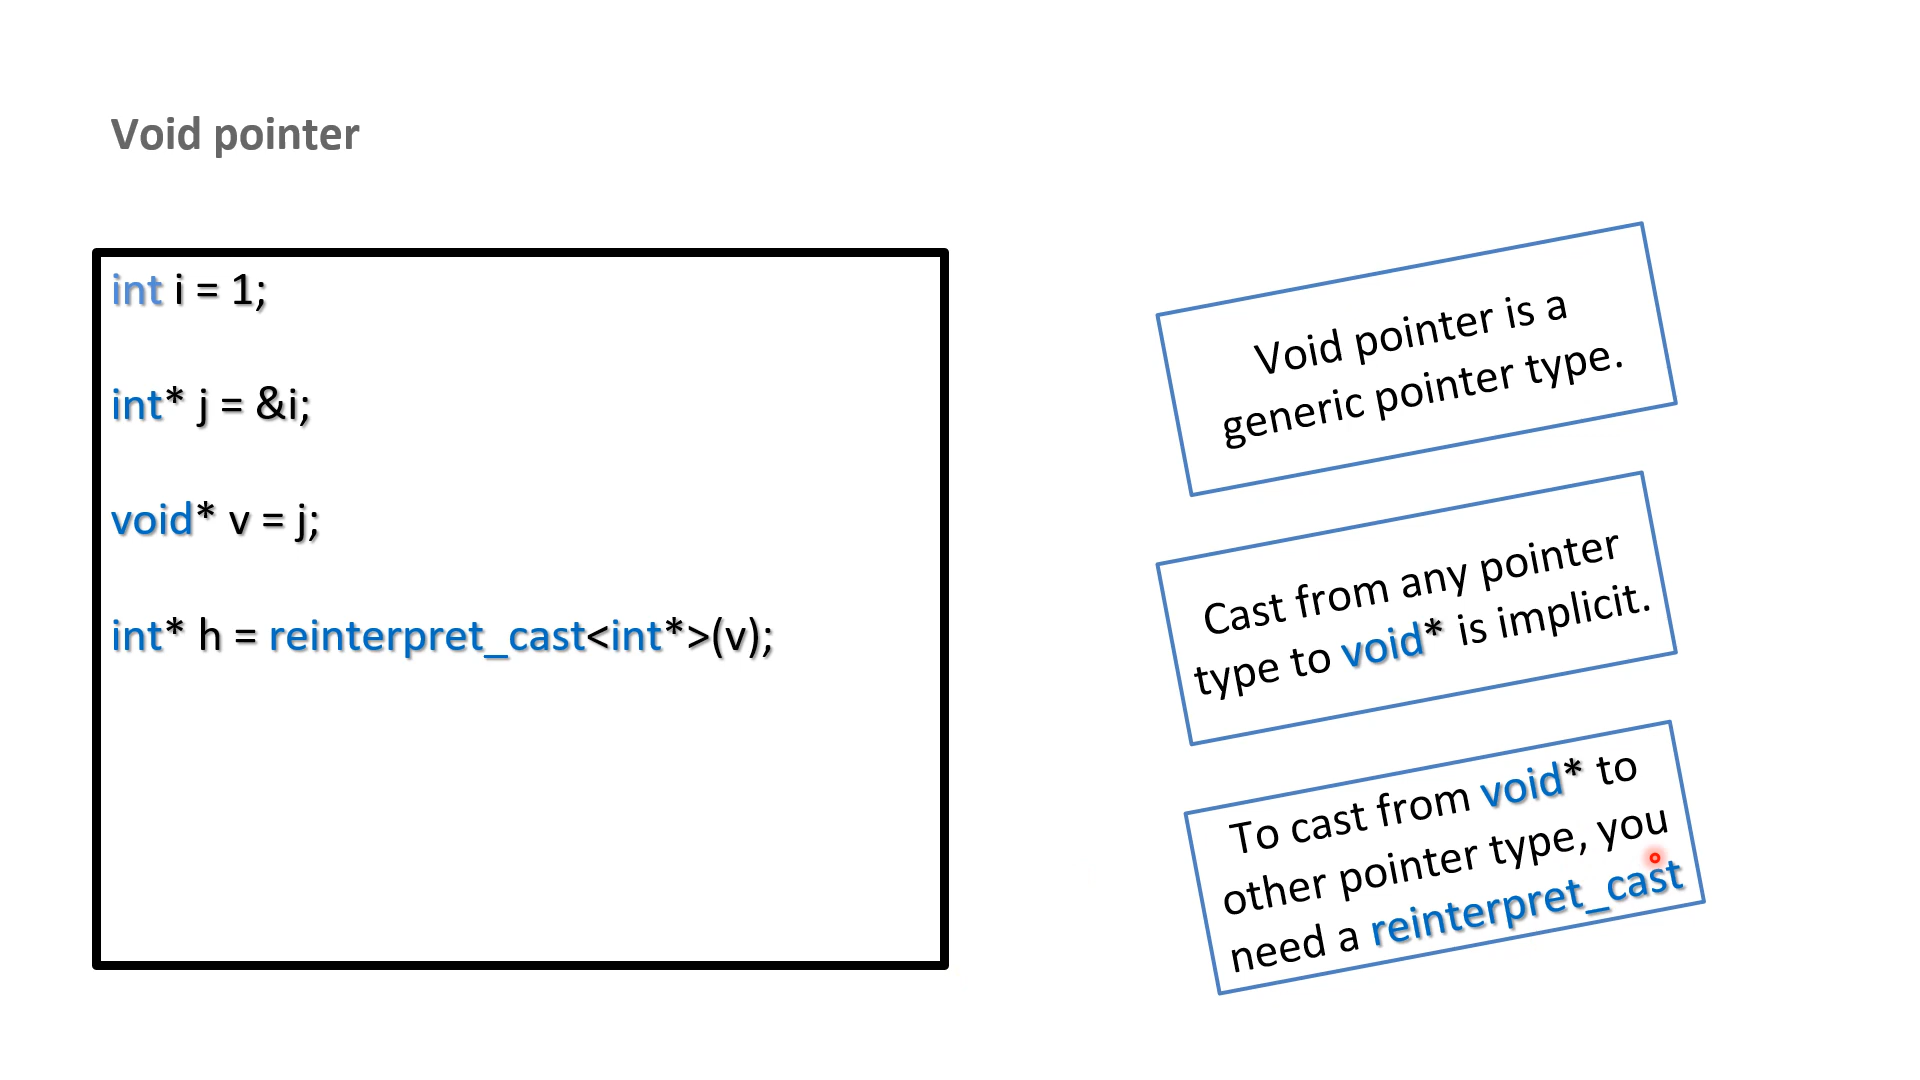 Void pointer
int i = 1;
int* j = &i;
void* v = j;
int* h = reinterpret_cast<int*>(v);
Void pointer is a
generic pointer type.
Cast from any pointer
type to void* is implicit.
To cast from void* to
other pointer type, you
need a reinterpret_cast